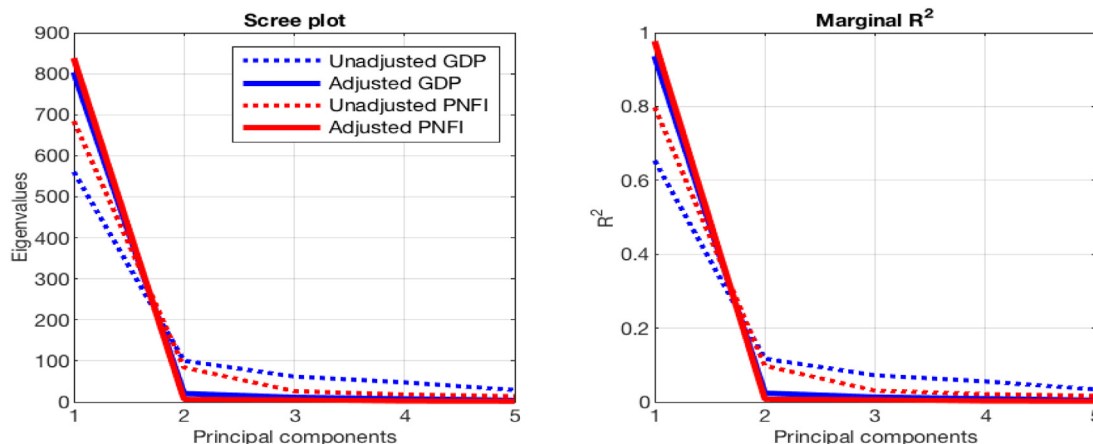 Scree plot
900
800
700
600
500
400
300
200
100
0
Eigenvalues
Unadjusted GDP
Adjusted GDP
Unadjusted PNFI
Adjusted PNFI
1 2 3 4 5
Principal components
Marginal R²
1
0.8
0.6
0.4
0.2
0
R²
1 2 3 4 5
Principal components